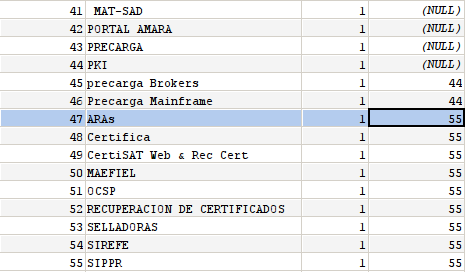 41 MAT-SAD 1 (NULL)
42 PORTAL AMARA 1 (NULL)
43 PRECARGA 1 (NULL)
44 PKI 1 (NULL)
45 precarga Brokers 1 44
46 Precarga Mainframe 1 44
47 ARAs 1 55
48 Certifica 1 55
49 CertiSAT Web & Rec Cert 1 55
50 MAEFIEL 1 55
51 OCSP 1 55
52 RECUPERACION DE CERTIFICADOS 1 55
53 SELLADORAS 1 55
54 SIREFE 1 55
55 SIPPR 1 55